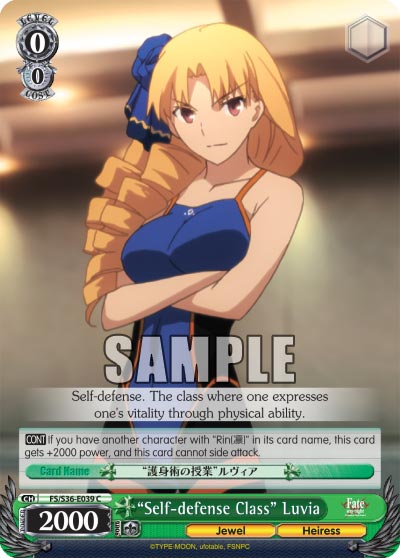 LEVEL
0
0
COST
SAMPLE
Self-defense. The class where one expresses
one's vitality through physical ability.
CONT If you have another character with "Rin[凛]" in its card name, this card
gets +2000 power, and this card cannot side attack.
Card Name
"護身術の授業"ルヴィア
CH FS/S36-E039 C
2000
POWER
"Self-defense Class" Luvia
Fate
Jewel
Heiress
©TYPE-MOON, ufotable, FSNPC